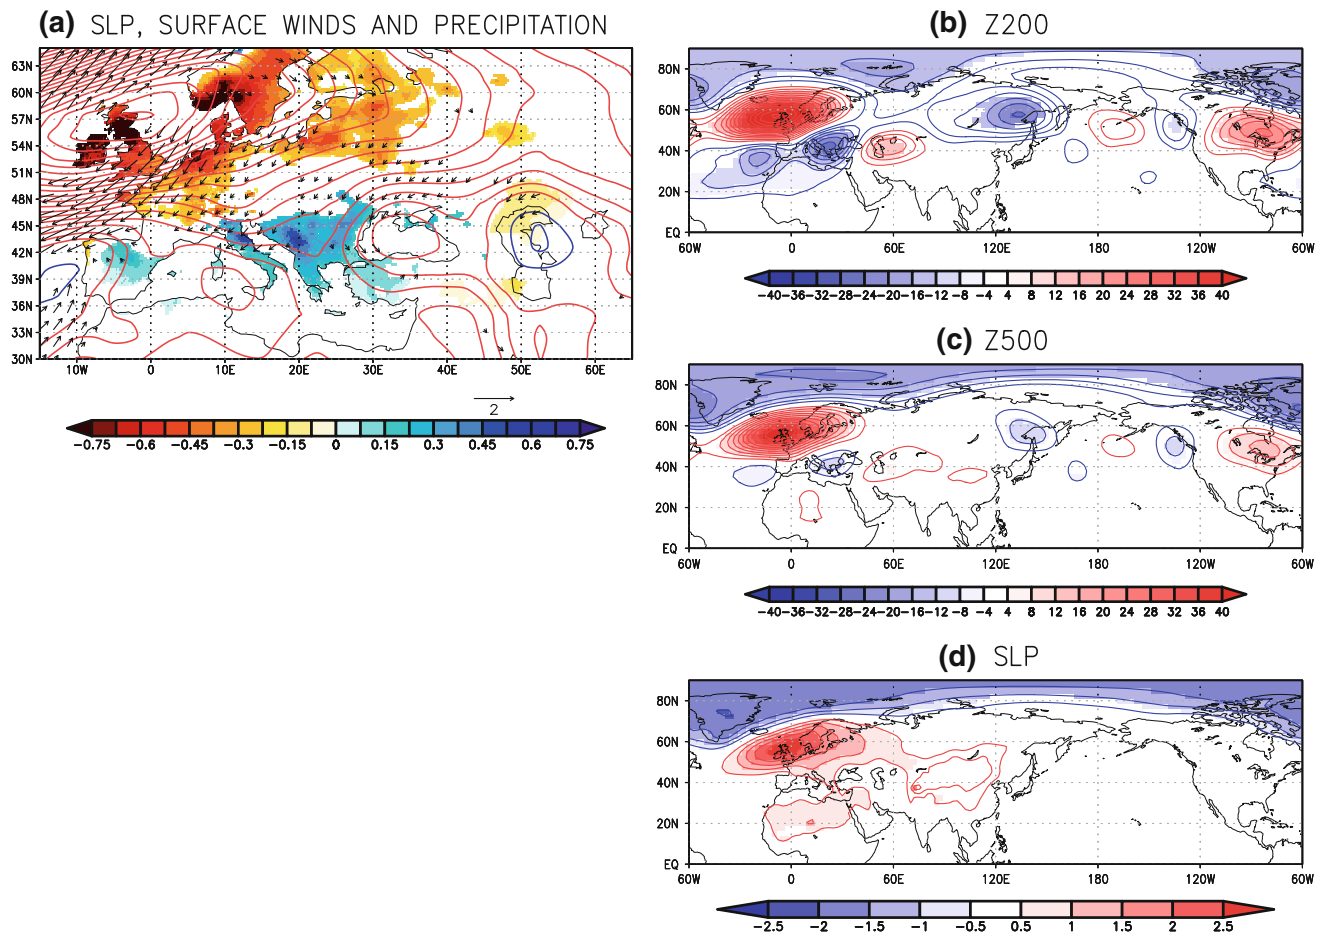 (a) SLP, SURFACE WINDS AND PRECIPITATION
63N
60N
57N
54N
51N
48N
45N
42N
39N
36N
33N
30N
10W 0 10E 20E 30E 40E 50E 60E
2
-0.75 -0.6 -0.45 -0.3 -0.15 0 0.15 0.3 0.45 0.6 0.75
(b) Z200
80N
60N
40N
20N
EQ
60W 0 60E 120E 180 120W 60W
-40 -36 -32 -28 -24 -20 -16 -12 -8 -4 4 8 12 16 20 24 28 32 36 40
(c) Z500
80N
60N
40N
20N
EQ
60W 0 60E 120E 180 120W 60W
-40 -36 -32 -28 -24 -20 -16 -12 -8 -4 4 8 12 16 20 24 28 32 36 40
(d) SLP
80N
60N
40N
20N
EQ
60W 0 60E 120E 180 120W 60W
-2.5 -2 -1.5 -1 -0.5 0.5 1 1.5 2 2.5